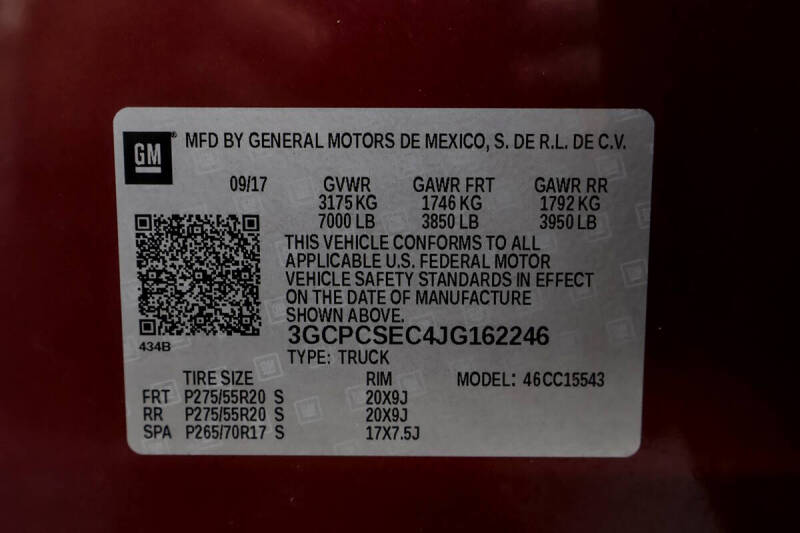 GM
MFD BY GENERAL MOTORS DE MEXICO, S. DE R.L. DE C.V.
09/17 GVWR GAWR FRT GAWR RR
3175 KG 1746 KG 1792 KG
7000 LB 3850 LB 3950 LB
THIS VEHICLE CONFORMS TO ALL
APPLICABLE U.S. FEDERAL MOTOR
VEHICLE SAFETY STANDARDS IN EFFECT
ON THE DATE OF MANUFACTURE
SHOWN ABOVE.
3GCPCSEC4JG162246
434B
TYPE: TRUCK
TIRE SIZE RIM MODEL: 46CC15543
FRT P275/55R20 S 20X9J
RR P275/55R20 S 20X9J
SPA P265/70R17 S 17X7.5J